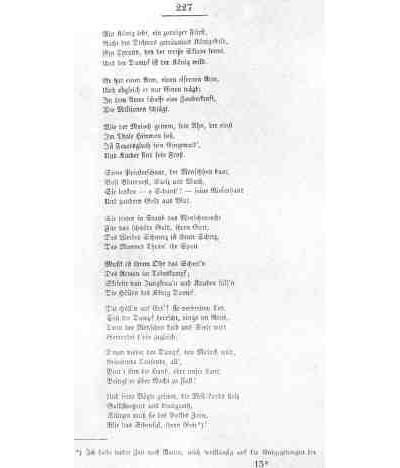 227
Ein König lebt, ein zorniger Fürst,
Nicht des Dichters geträumtes Königsbild,
Ein Tyrann, den der weiße Sklave kennt,
Und der Dampf ist der König wild.
Er hat einen Arm, einen eisernen Arm,
Und obgleich er nur Einen trägt;
In dem Arme schafft eine Zauberkraft,
Die Millionen schlägt.
Wie der Moloch grimm, sein Ahn, der einst
Im Thale Himmon saß,
Ist Feuersgluth sein Eingeweid',
Und Kinder sind sein Fraß.
Seine Priesterschaar, der Menschheit baar,
Voll Blutdurst, Stolz und Wuth,
Sie lenken — o Schand'! — seine Riesenhand
Und zaubern Gold aus Blut.
Sie treten in Staub das Menschenrecht
Für das schnöde Gold, ihren Gott,
Des Weibes Schmerz ist ihnen Scherz,
Des Mannes Thrän' ihr Spott.
Musik ist ihrem Ohr das Schrei'n
Des Armen im Todeskampf;
Skelette von Jungfrau'n und Knaben füll'n
Die Höllen des König Dampf.
Die Höll'n auf Erd'! sie verbreiten Tod,
Seit der Dampf herrscht, rings im Reich,
Denn des Menschen Leib und Seele wird
Gemordet d'rin zugleich.
Drum nieder den Dampf, den Moloch wild,
Arbeitende Tausende, all',
Bind't ihm die Hand, oder unser Land
Bringt er über Nacht zu Fall!
Und seine Vögte grimm, die Mill-Lords stolz
Goldstrotzend und blutigroth,
Stürzen muß sie des Volkes Zorn,
Wie das Scheusal, ihren Gott*)!
*) Ich habe weder Zeit noch Raum, mich weitläufig auf die Entgegnungen der
15*